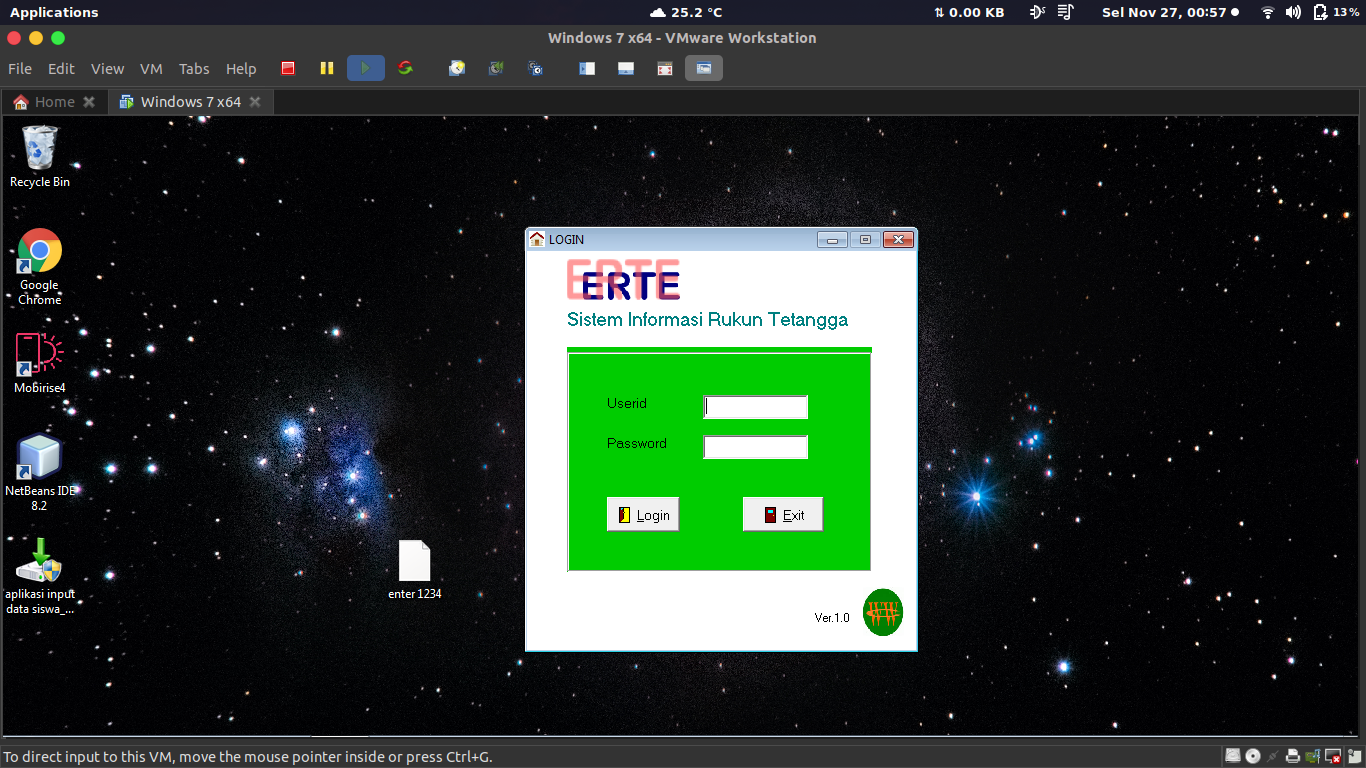 Applications
25.2 °C
0.00 KB
Sel Nov 27, 00:57
13%
Windows 7 x64 - VMware Workstation
File Edit View VM Tabs Help
Home
Windows 7 x64
Recycle Bin
Google
Chrome
Mobirise4
NetBeans IDE
8.2
aplikasi input
data siswa_...
enter 1234
LOGIN
ERTE
Sistem Informasi Rukun Tetangga
Userid
Password
Login
Exit
Ver.1.0
To direct input to this VM, move the mouse pointer inside or press Ctrl+G.